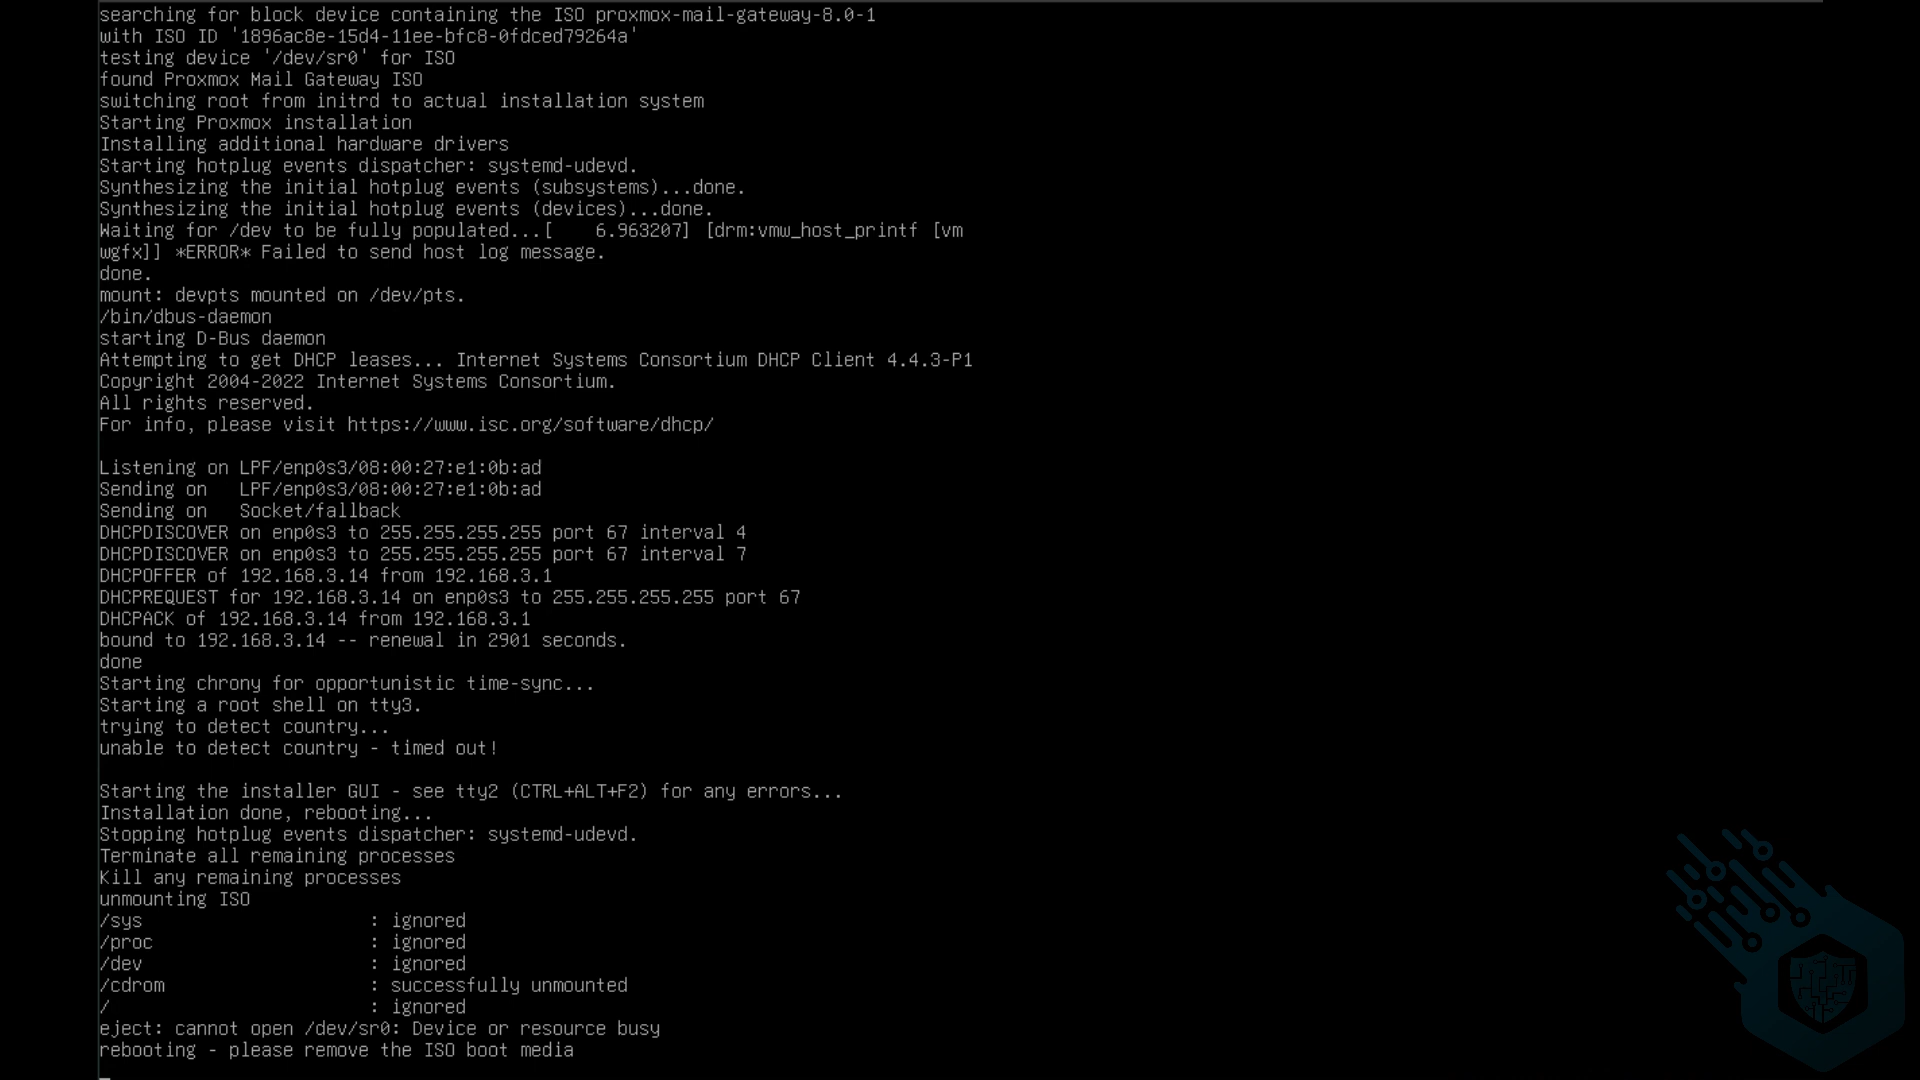 searching for block device containing the ISO proxmox-mail-gateway-8.0-1
with ISO ID '1896ac8e-15d4-11ee-bfc8-0fdced79264a'
testing device '/dev/sr0' for ISO
found Proxmox Mail Gateway ISO
switching root from initrd to actual installation system
Starting Proxmox installation
Installing additional hardware drivers
Starting hotplug events dispatcher: systemd-udevd.
Synthesizing the initial hotplug events (subsystems)...done.
Synthesizing the initial hotplug events (devices)...done.
Waiting for /dev to be fully populated...[    6.963207] [drm:vmw_host_printf [vm
wgfx]] *ERROR* Failed to send host log message.
done.
mount: devpts mounted on /dev/pts.
/bin/dbus-daemon
starting D-Bus daemon
Attempting to get DHCP leases... Internet Systems Consortium DHCP Client 4.4.3-P1
Copyright 2004-2022 Internet Systems Consortium.
All rights reserved.
For info, please visit https://www.isc.org/software/dhcp/

Listening on LPF/enp0s3/08:00:27:e1:0b:ad
Sending on   LPF/enp0s3/08:00:27:e1:0b:ad
Sending on   Socket/fallback
DHCPDISCOVER on enp0s3 to 255.255.255.255 port 67 interval 4
DHCPDISCOVER on enp0s3 to 255.255.255.255 port 67 interval 7
DHCPOFFER of 192.168.3.14 from 192.168.3.1
DHCPREQUEST for 192.168.3.14 on enp0s3 to 255.255.255.255 port 67
DHCPACK of 192.168.3.14 from 192.168.3.1
bound to 192.168.3.14 -- renewal in 2901 seconds.
done
Starting chrony for opportunistic time-sync...
Starting a root shell on tty3.
trying to detect country...
unable to detect country - timed out!

Starting the installer GUI - see tty2 (CTRL+ALT+F2) for any errors...
Installation done, rebooting...
Stopping hotplug events dispatcher: systemd-udevd.
Terminate all remaining processes
Kill any remaining processes
unmounting ISO
/sys                     : ignored
/proc                    : ignored
/dev                     : ignored
/cdrom                   : successfully unmounted
/                        : ignored
eject: cannot open /dev/sr0: Device or resource busy
rebooting - please remove the ISO boot media